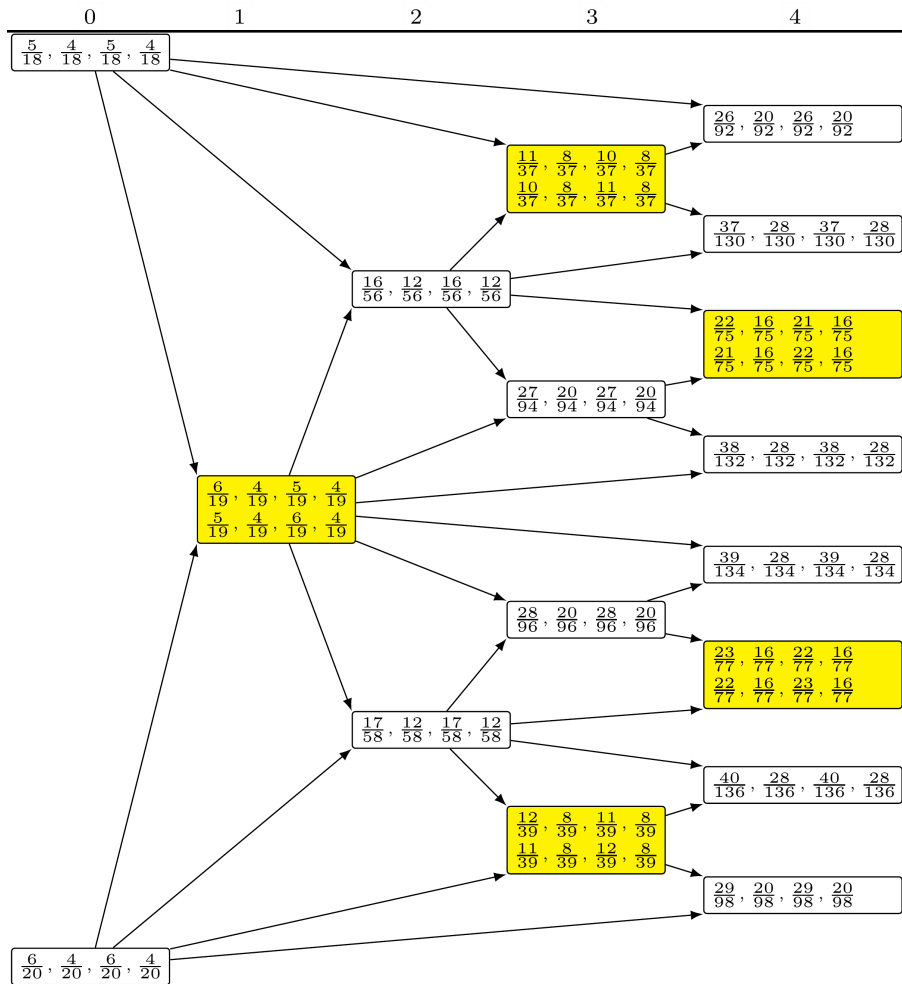 0 1 2 3 4
5/18, 4/18, 5/18, 4/18
26/92, 20/92, 26/92, 20/92
11/37, 8/37, 10/37, 8/37
10/37, 8/37, 11/37, 8/37
37/130, 28/130, 37/130, 28/130
16/56, 12/56, 16/56, 12/56
22/75, 16/75, 21/75, 16/75
21/75, 16/75, 22/75, 16/75
27/94, 20/94, 27/94, 20/94
38/132, 28/132, 38/132, 28/132
6/19, 4/19, 5/19, 4/19
5/19, 4/19, 6/19, 4/19
39/134, 28/134, 39/134, 28/134
28/96, 20/96, 28/96, 20/96
23/77, 16/77, 22/77, 16/77
22/77, 16/77, 23/77, 16/77
17/58, 12/58, 17/58, 12/58
40/136, 28/136, 40/136, 28/136
12/39, 8/39, 11/39, 8/39
11/39, 8/39, 12/39, 8/39
29/98, 20/98, 29/98, 20/98
6/20, 4/20, 6/20, 4/20